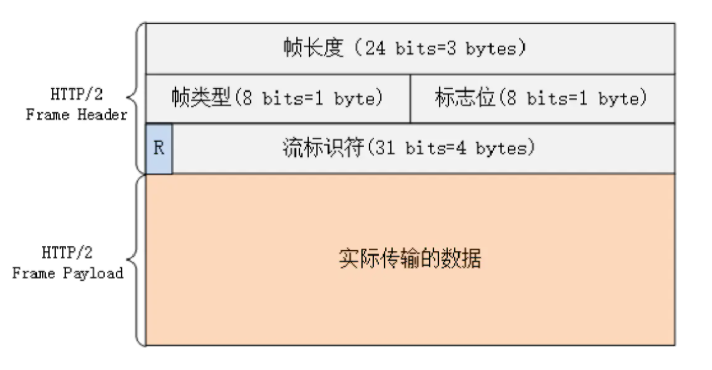 帧长度（24 bits=3 bytes）
HTTP/2
Frame Header
帧类型(8 bits=1 byte)
标志位(8 bits=1 byte)
R
流标识符(31 bits=4 bytes)
HTTP/2
Frame Payload
实际传输的数据